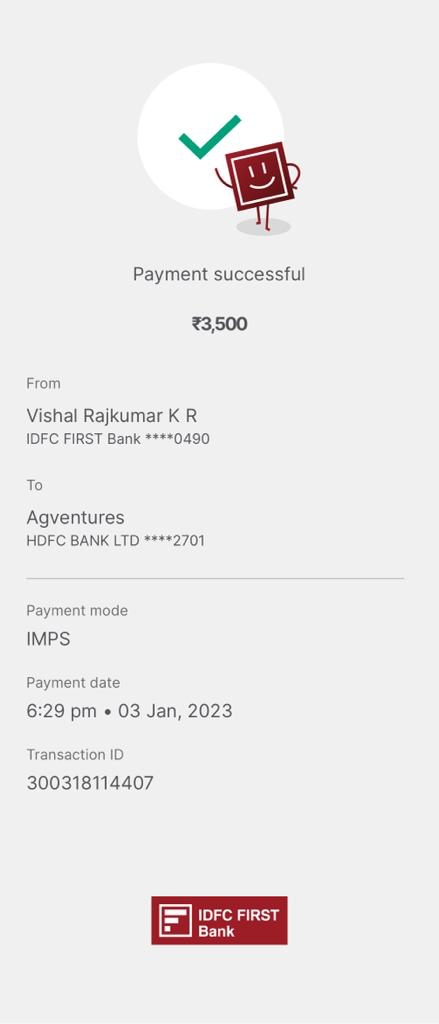 Payment successful
₹3,500
From
Vishal Rajkumar K R
IDFC FIRST Bank ****0490
To
Agventures
HDFC BANK LTD ****2701
Payment mode
IMPS
Payment date
6:29 pm • 03 Jan, 2023
Transaction ID
300318114407
IDFC FIRST
Bank